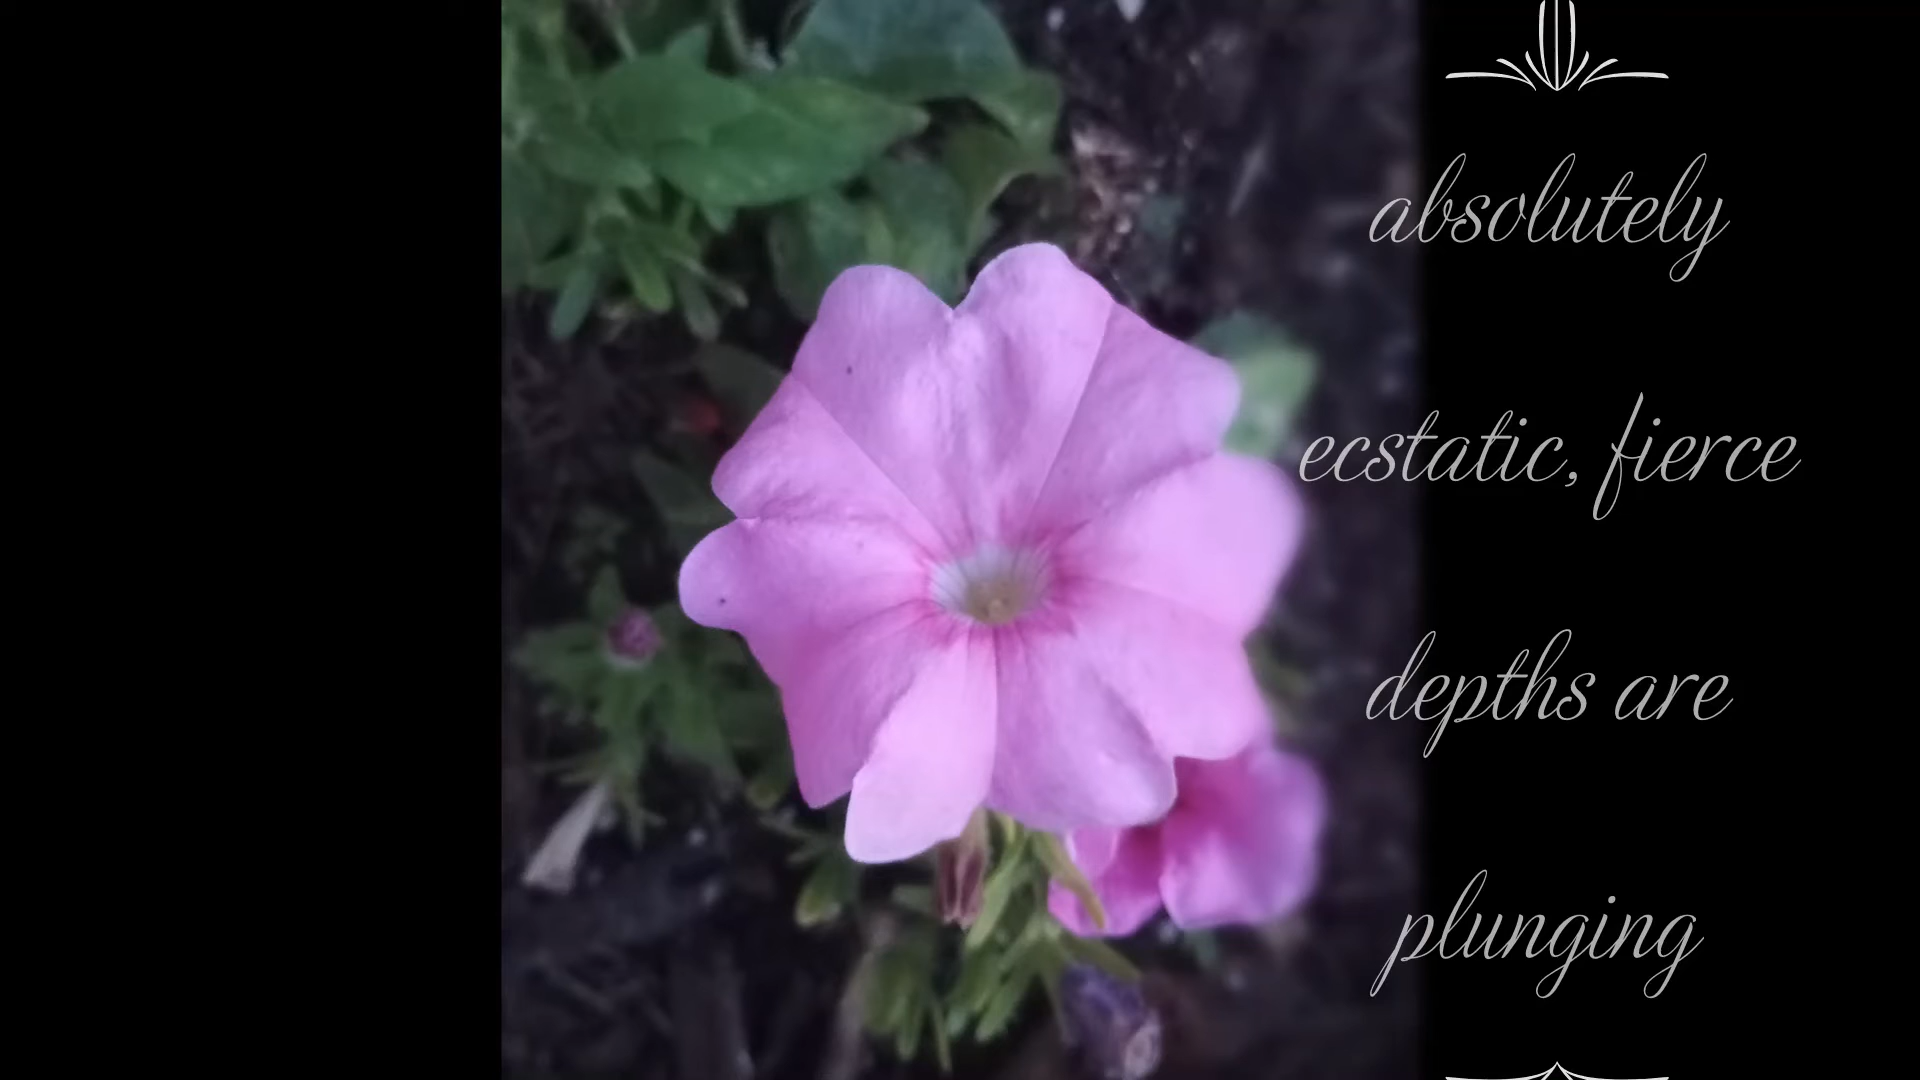 absolutely
ecstatic, fierce
depths are
plunging